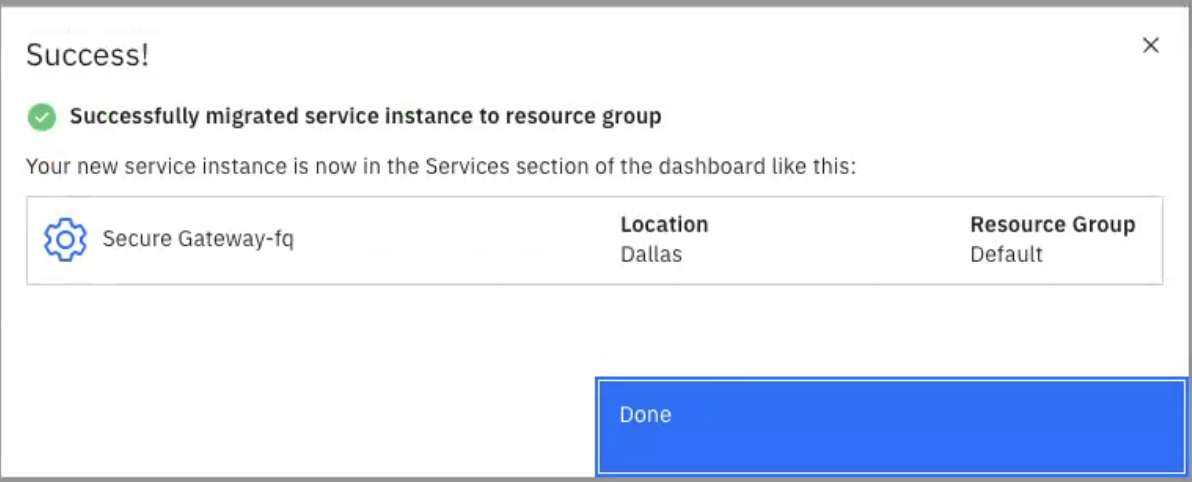 Success!
Successfully migrated service instance to resource group
Your new service instance is now in the Services section of the dashboard like this:
Secure Gateway-fq
Location
Dallas
Resource Group
Default
Done